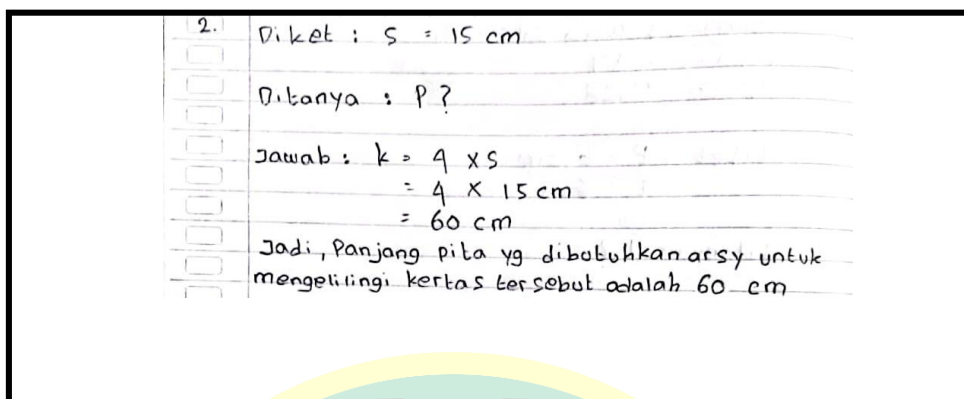 2. Diket : S = 15 cm
Ditanya : P?
Jawab : k = 4 x S
= 4 x 15 cm
= 60 cm
Jadi, Panjang pita yg dibutuhkan arsy untuk
mengelilingi kertas tersebut adalah 60 cm